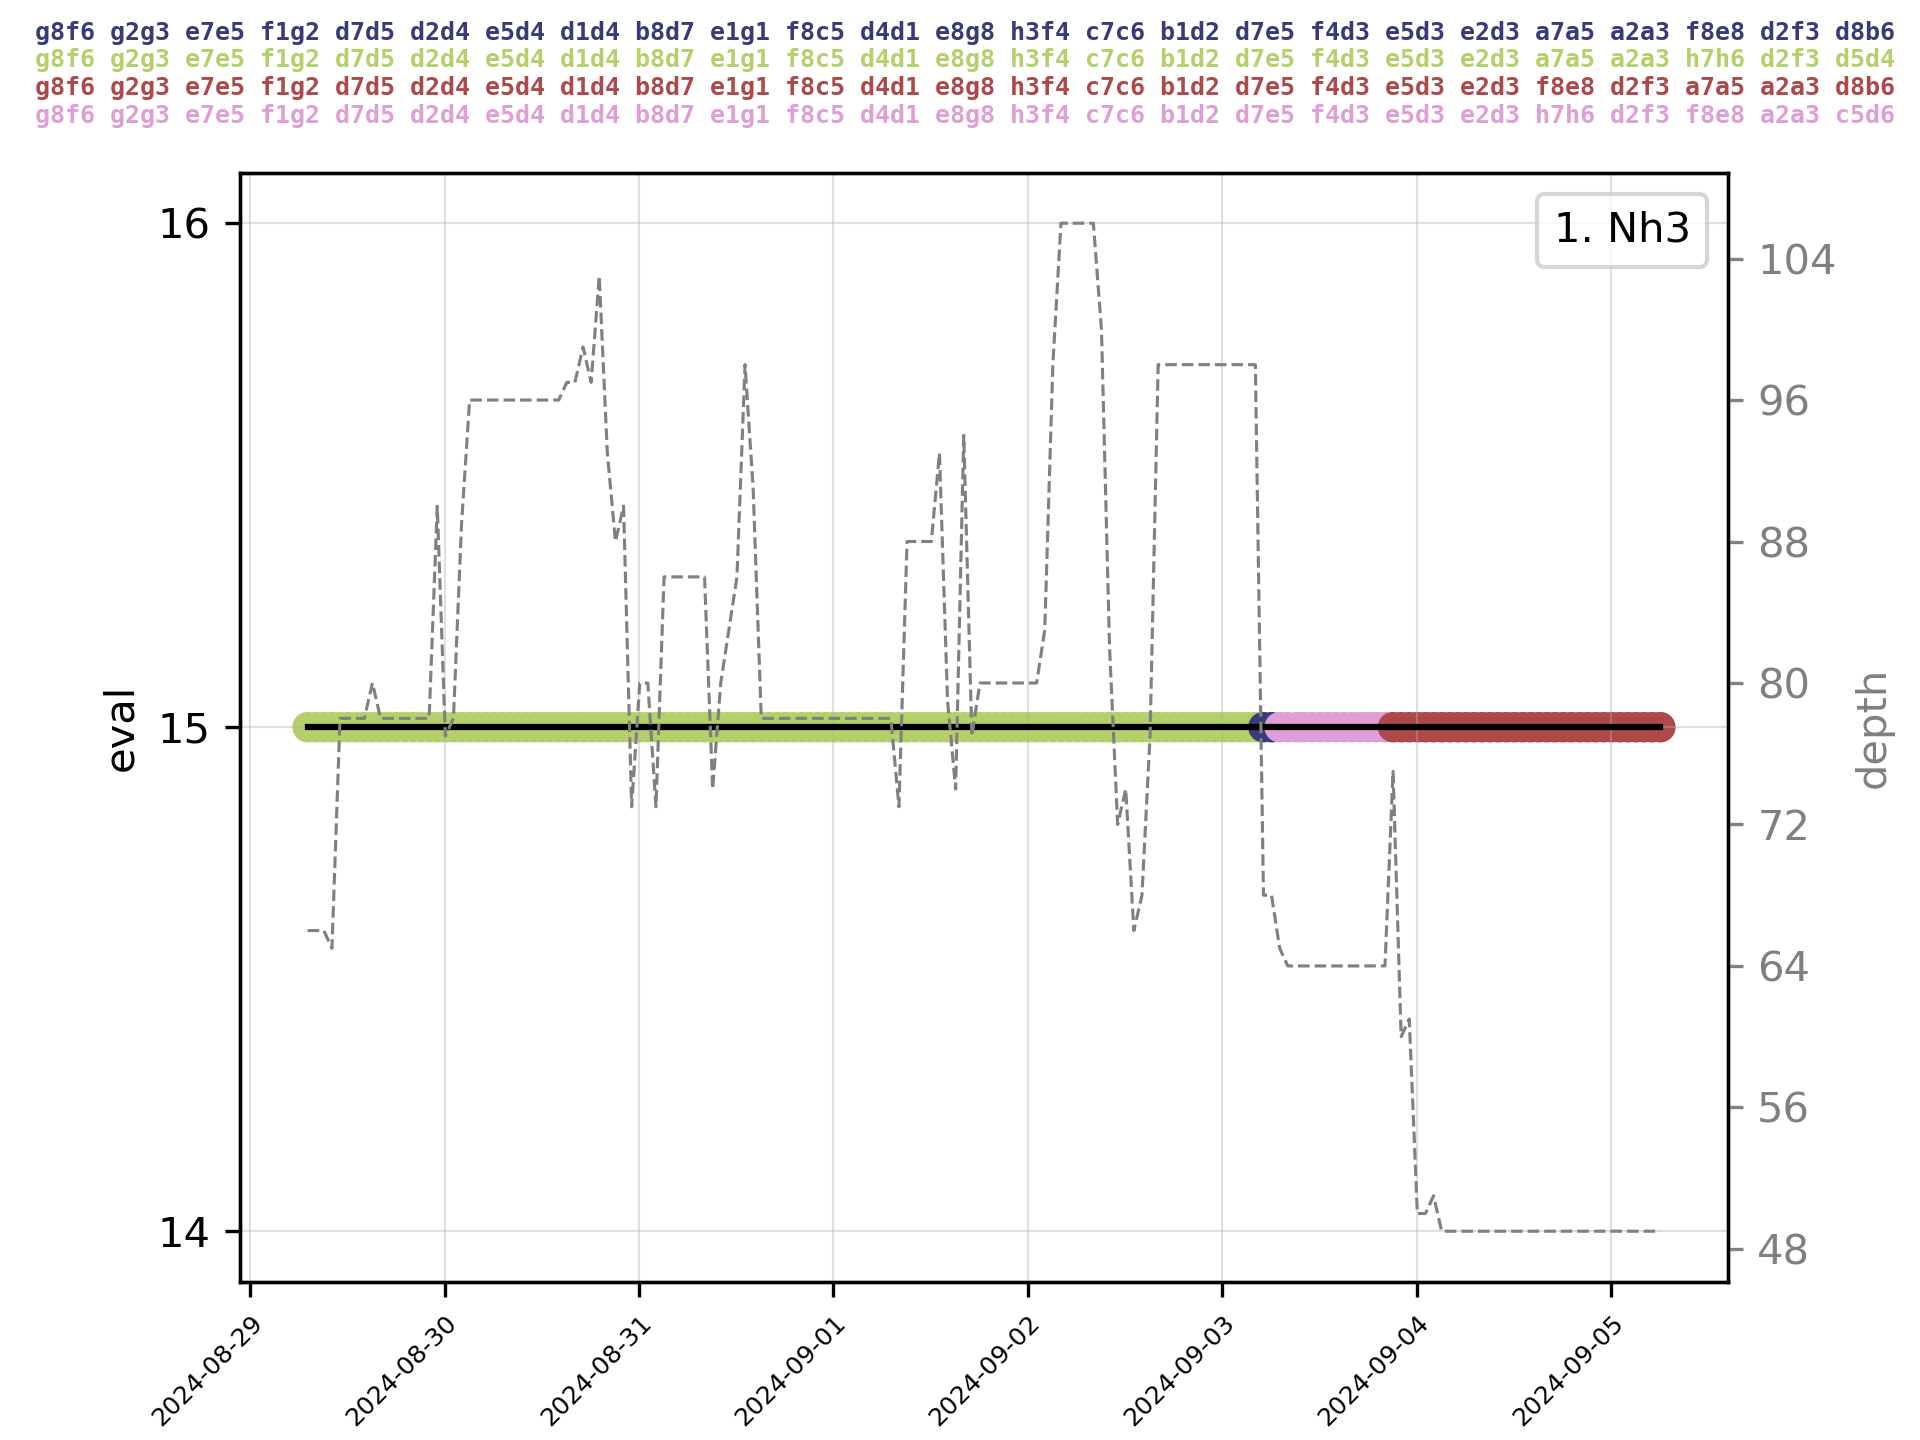 g8f6 g2g3 e7e5 f1g2 d7d5 d2d4 e5d4 d1d4 b8d7 e1g1 f8c5 d4d1 e8g8 h3f4 c7c6 b1d2 d7e5 f4d3 e5d3 e2d3 a7a5 a2a3 f8e8 d2f3 d8b6
g8f6 g2g3 e7e5 f1g2 d7d5 d2d4 e5d4 d1d4 b8d7 e1g1 f8c5 d4d1 e8g8 h3f4 c7c6 b1d2 d7e5 f4d3 e5d3 e2d3 a7a5 a2a3 h7h6 d2f3 d5d4
g8f6 g2g3 e7e5 f1g2 d7d5 d2d4 e5d4 d1d4 b8d7 e1g1 f8c5 d4d1 e8g8 h3f4 c7c6 b1d2 d7e5 f4d3 e5d3 e2d3 f8e8 d2f3 a7a5 a2a3 d8b6
g8f6 g2g3 e7e5 f1g2 d7d5 d2d4 e5d4 d1d4 b8d7 e1g1 f8c5 d4d1 e8g8 h3f4 c7c6 b1d2 d7e5 f4d3 e5d3 e2d3 h7h6 d2f3 f8e8 a2a3 c5d6
1. Nh3
16
15
14
eval
104
96
88
80
72
64
56
48
depth
2024-08-29
2024-08-30
2024-08-31
2024-09-01
2024-09-02
2024-09-03
2024-09-04
2024-09-05